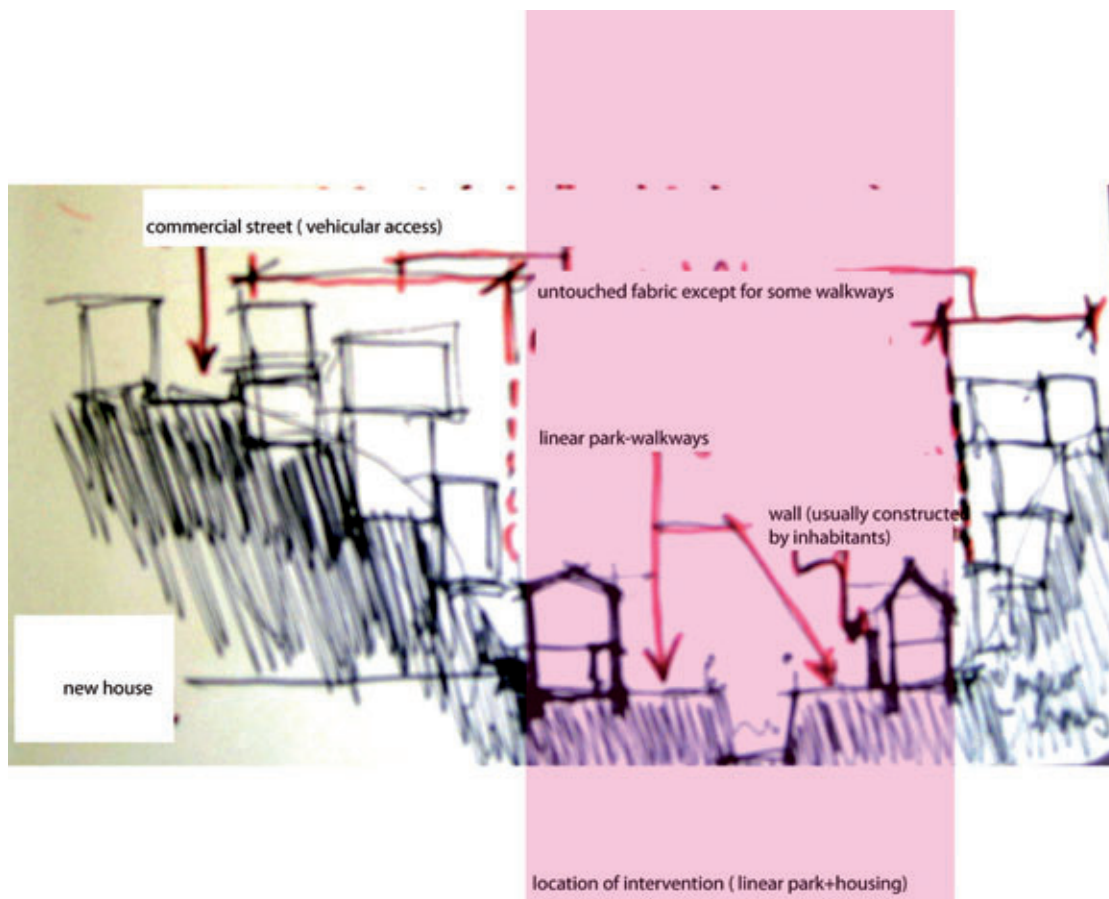 commercial street ( vehicular access)
untouched fabric except for some walkways
linear park-walkways
wall (usually constructed
by inhabitants)
new house
location of intervention ( linear park+housing)